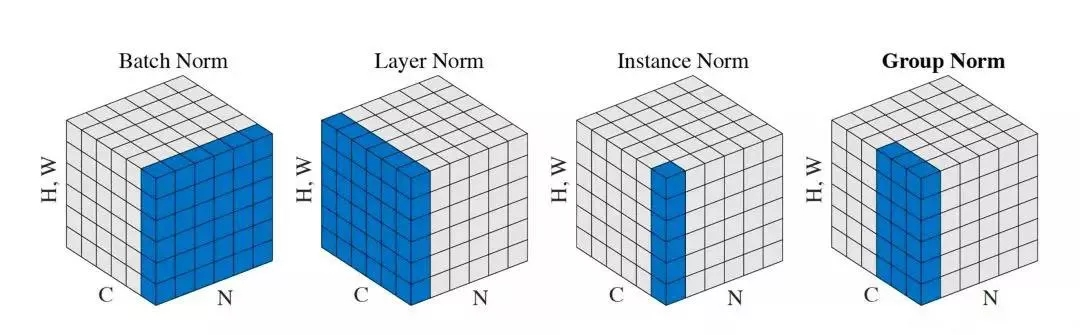 Batch Norm
Layer Norm
Instance Norm
Group Norm
H, W
H, W
H, W
H, W
C
N
C
N
C
N
C
N